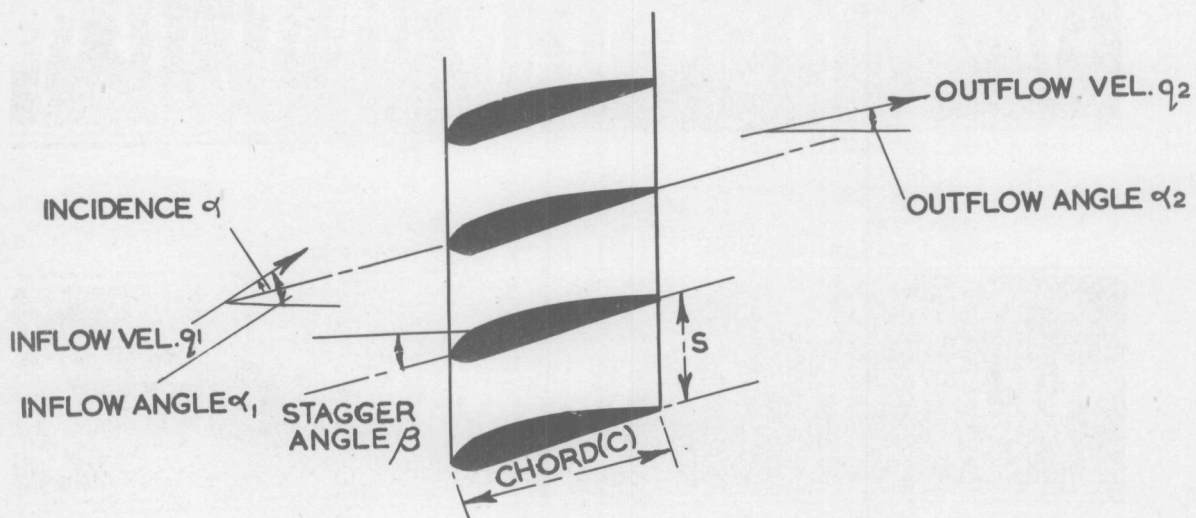 OUTFLOW VEL. q2
INCIDENCE α
OUTFLOW ANGLE α2
INFLOW VEL. q1
S
INFLOW ANGLE α1
STAGGER
ANGLE β
CHORD(C)